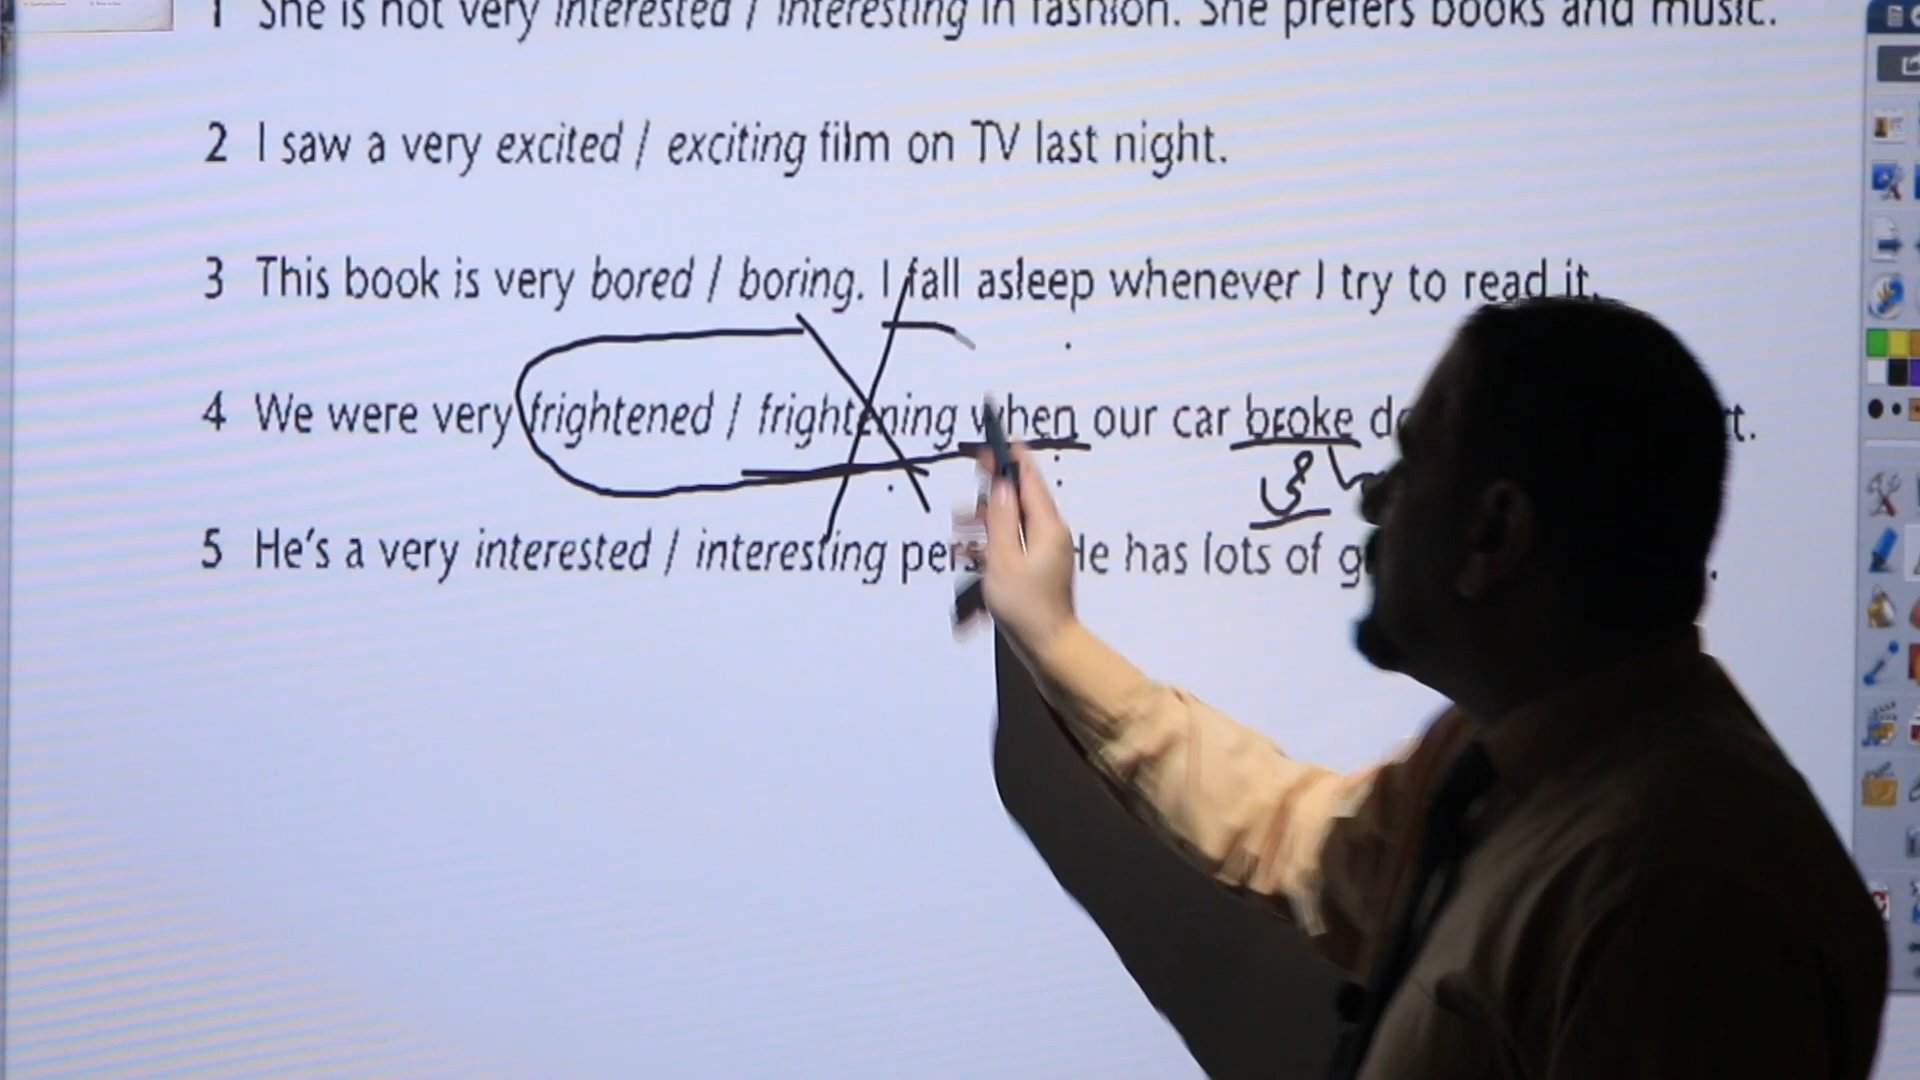 1 She is not very interested / interesting in fashion. She prefers books and music.
2 I saw a very excited / exciting film on TV last night.
3 This book is very bored / boring. I fall asleep whenever I try to read it.
4 We were very frightened / frightening when our car broke
5 He's a very interested / interesting He has lots of